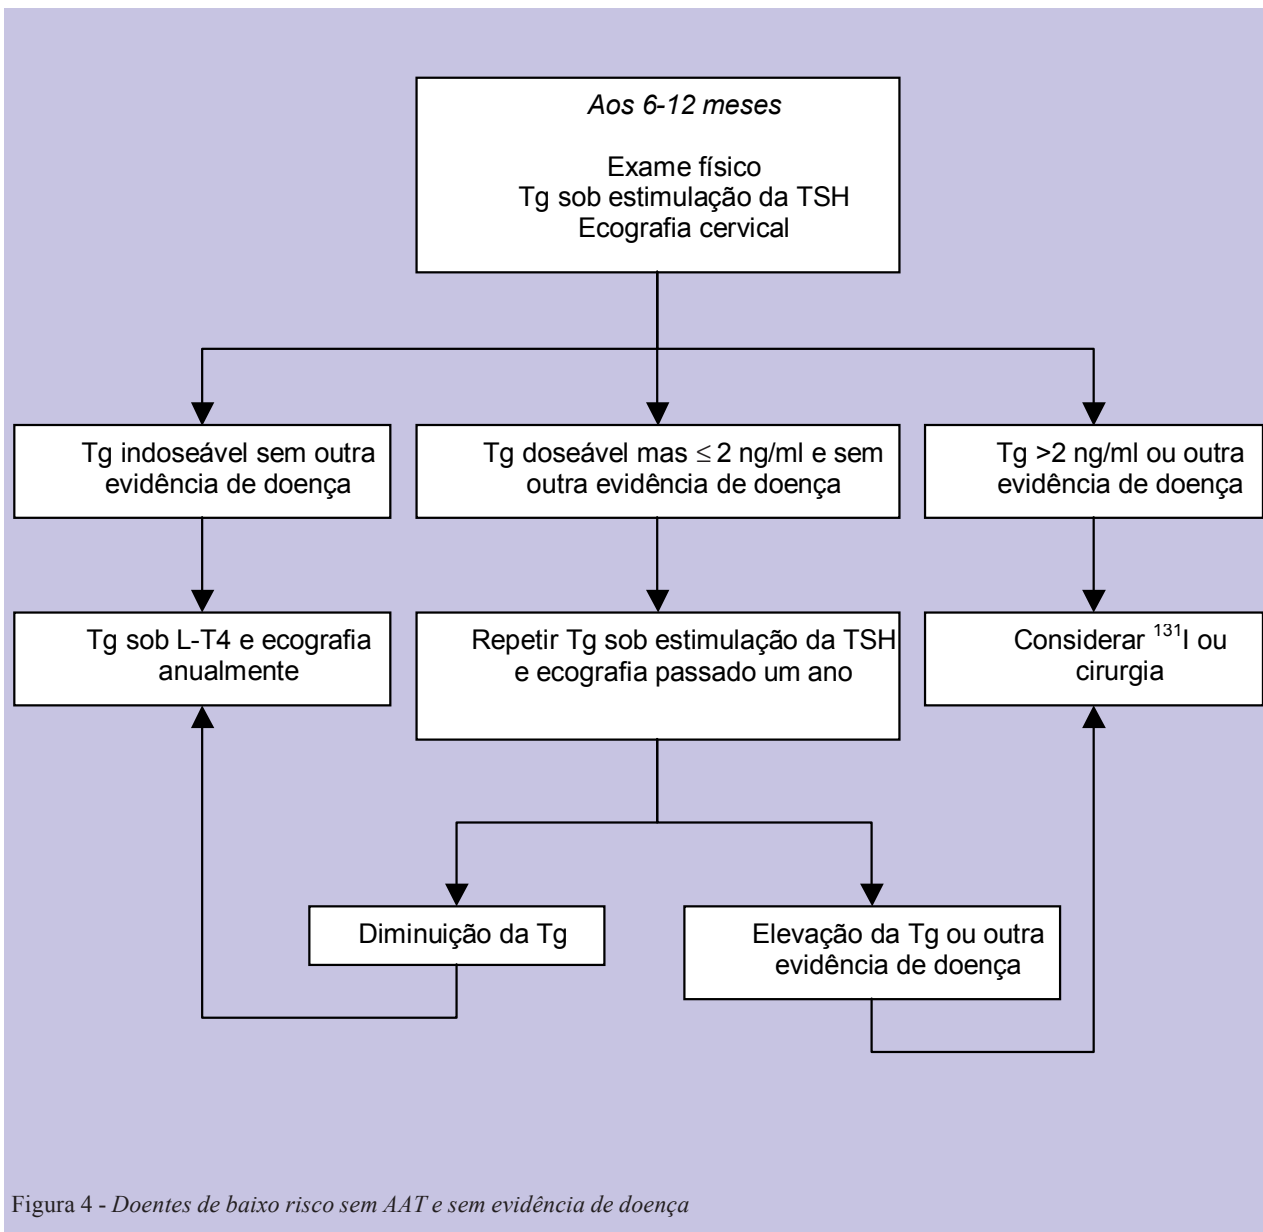 Aos 6-12 meses
Exame físico
Tg sob estimulação da TSH
Ecografia cervical
Tg indoseável sem outra
evidência de doença
Tg doseável mas ≤ 2 ng/ml e sem
outra evidência de doença
Tg >2 ng/ml ou outra
evidência de doença
Tg sob L-T4 e ecografia
anualmente
Repetir Tg sob estimulação da TSH
e ecografia passado um ano
Considerar ¹³¹I ou
cirurgia
Diminuição da Tg
Elevação da Tg ou outra
evidência de doença
Figura 4 - Doentes de baixo risco sem AAT e sem evidência de doença